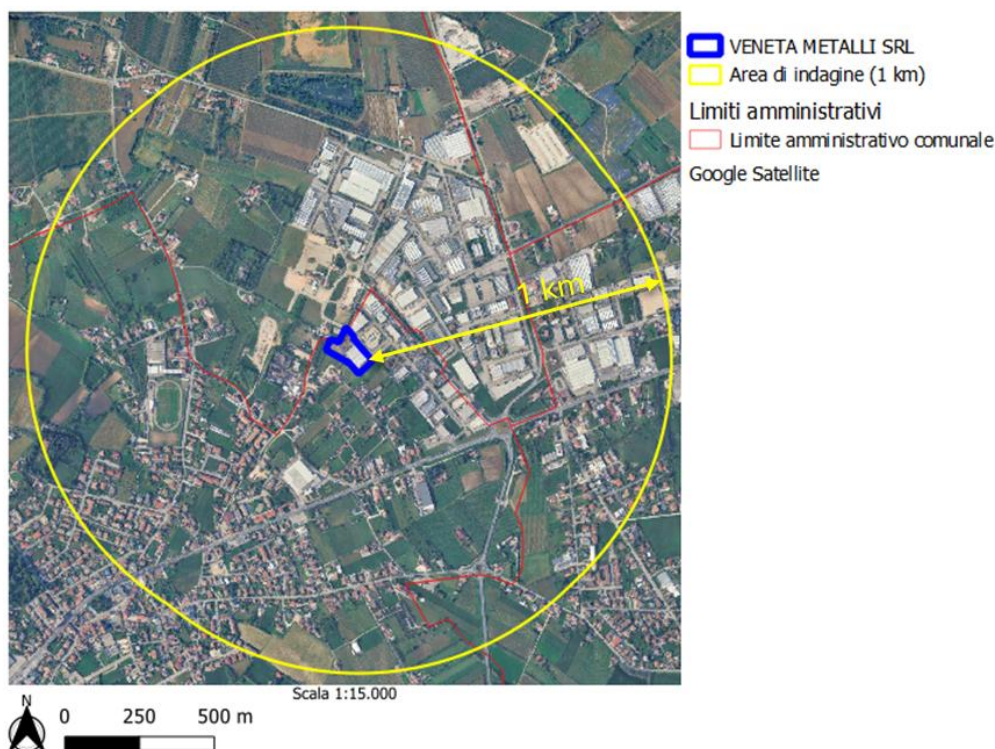 VENETA METALLI SRL
Area di indagine (1 km)
Limiti amministrativi
Limite amministrativo comunale
Google Satellite
1 km
Scala 1:15.000
N
0 250 500 m